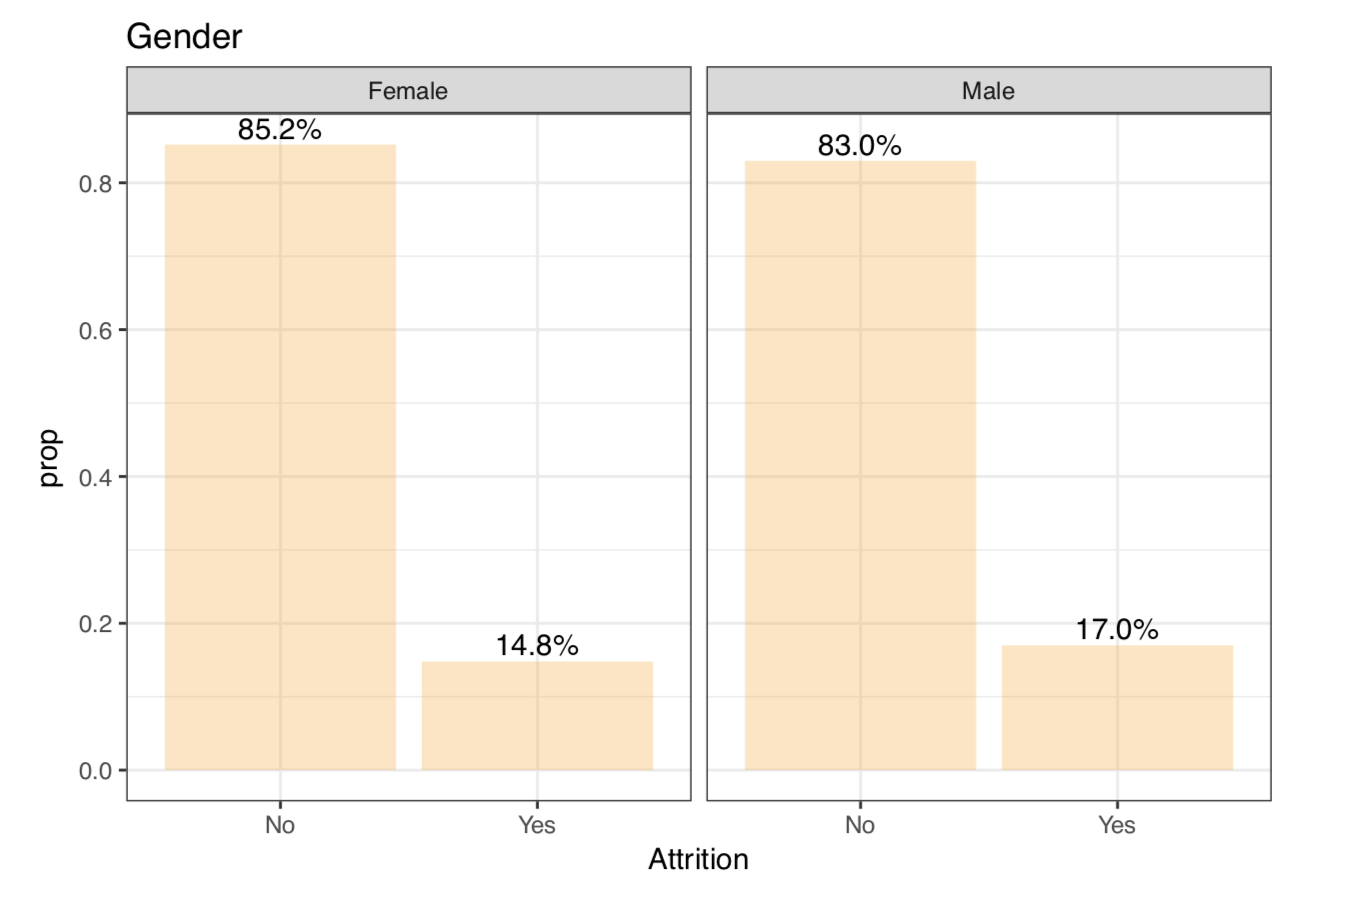 Gender
Female
Male
85.2%
83.0%
0.8
0.6
prop
0.4
0.2
14.8%
17.0%
0.0
No
Yes
No
Yes
Attrition